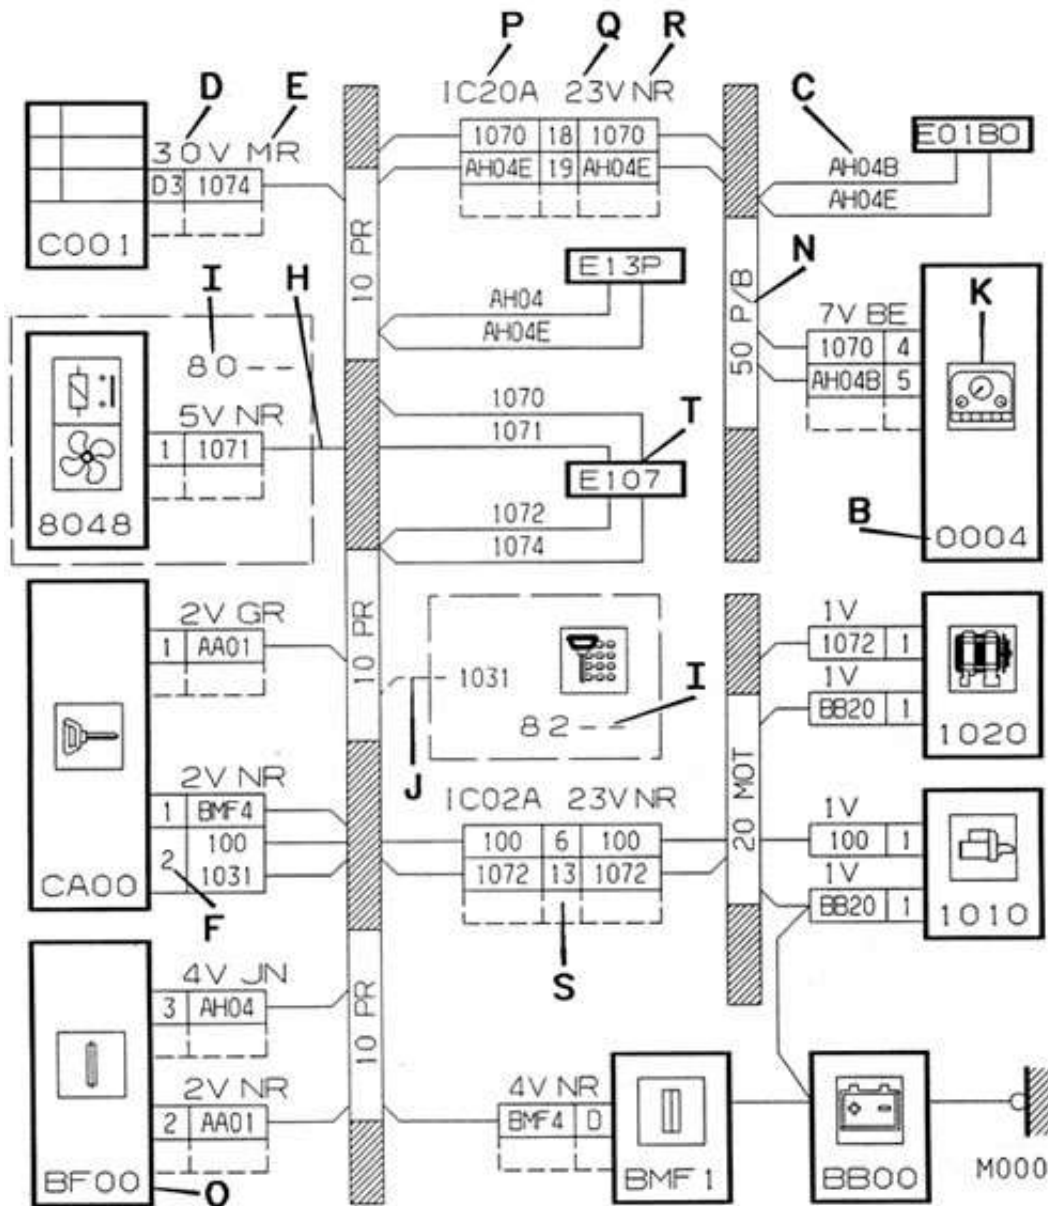 P Q R
D E
1C20A 23V NR
C
30V MR
1070 18 1070
E01B0
AH04E 19 AH04E
AH04B
D3 1074
AH04E
C001
10 PR
E13P
N
I H
AH04
50 P/B
K
AH04E
7V BE
80 -- --
1070 4
AH04B 5
5V NR
1070
1 1071
1071
T
E107
8048
1072
B
0004
1074
2V GR
10 PR
1V
1 AA01
1072 1
1031
I
1V
82 -- --
BB20 1
1020
J
2V NR
1C02A 23V NR
20 MOT
1V
1 BMF4
100
100 6 100
100 1
2 1031
1072 13 1072
1V
CA00
BB20 1
1010
F
S
4V JN
3 AH04
10 PR
4V NR
2V NR
BMF4 D
2 AA01
+ -
BF00
O
BMF1
BB00
M000